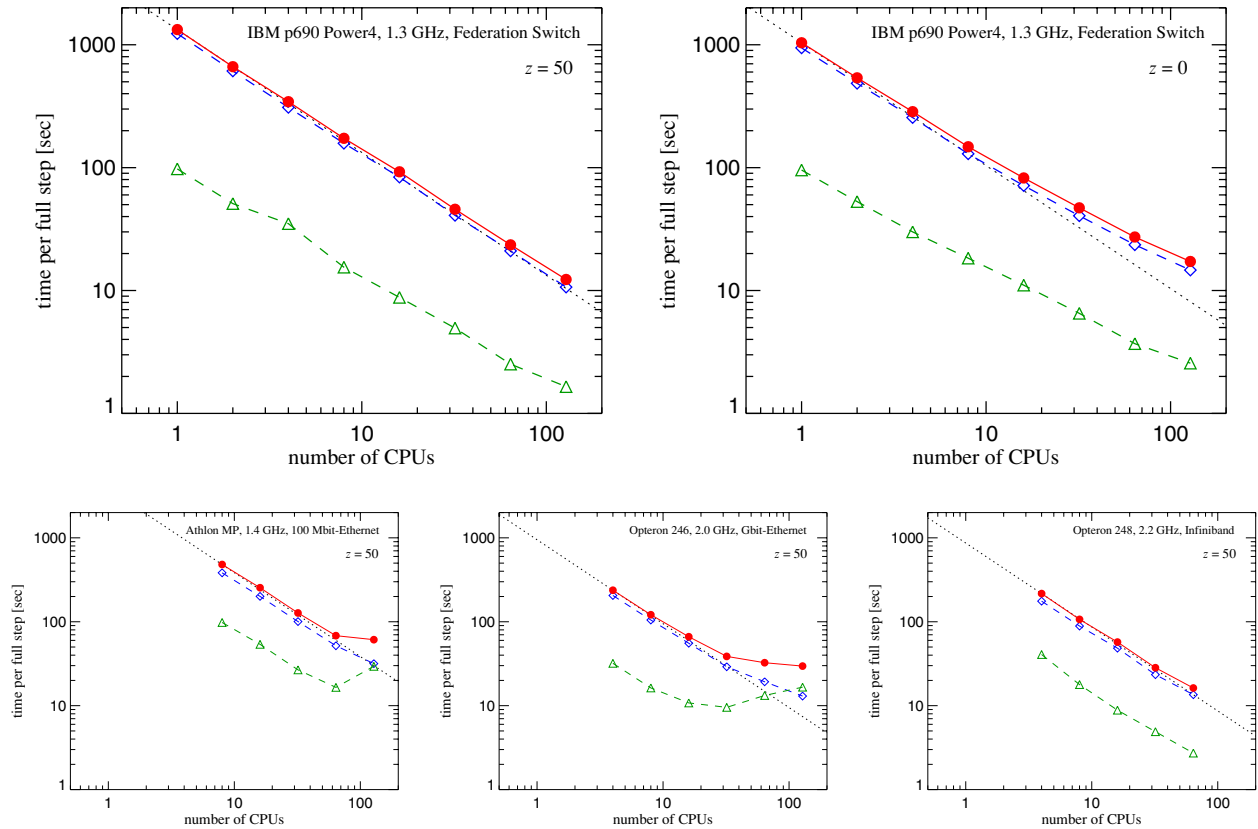 IBM p690 Power4, 1.3 GHz, Federation Switch
z = 50
time per full step [sec]
1000
100
10
1
1
10
100
number of CPUs
IBM p690 Power4, 1.3 GHz, Federation Switch
z = 0
time per full step [sec]
1000
100
10
1
1
10
100
number of CPUs
Athlon MP, 1.4 GHz, 100 Mbit-Ethernet
z = 50
time per full step [sec]
1000
100
10
1
1
10
100
number of CPUs
Opteron 246, 2.0 GHz, Gbit-Ethernet
z = 50
time per full step [sec]
1000
100
10
1
1
10
100
number of CPUs
Opteron 248, 2.2 GHz, Infiniband
z = 50
time per full step [sec]
1000
100
10
1
1
10
100
number of CPUs